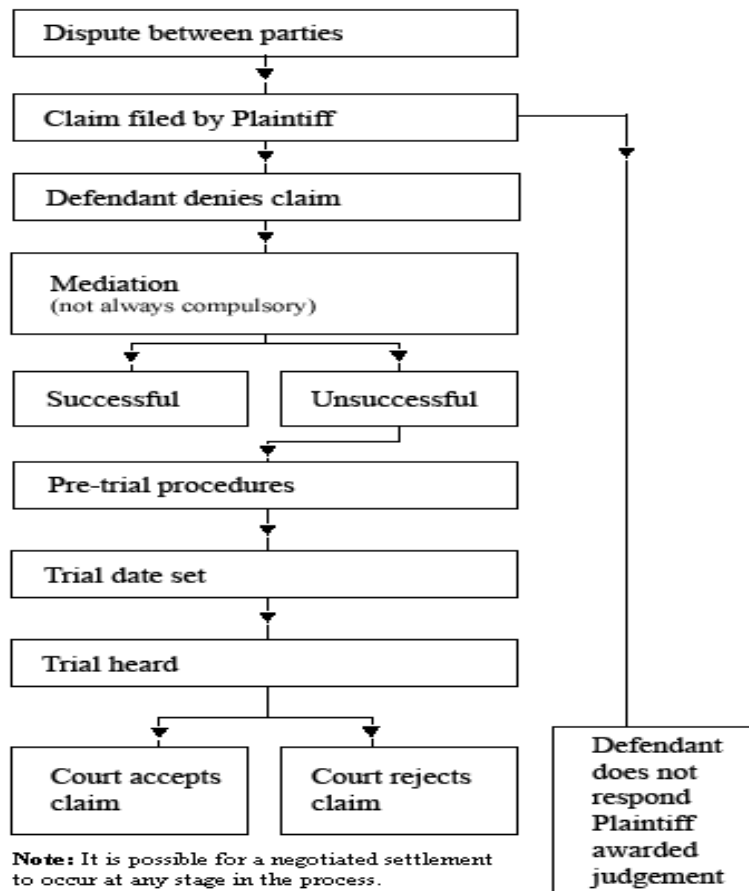 Dispute between parties
Claim filed by Plaintiff
Defendant denies claim
Mediation
(not always compulsory)
Successful
Unsuccessful
Pre-trial procedures
Trial date set
Trial heard
Court accepts
claim
Court rejects
claim
Defendant
does not
respond
Plaintiff
awarded
judgement
Note: It is possible for a negotiated settlement
to occur at any stage in the process.